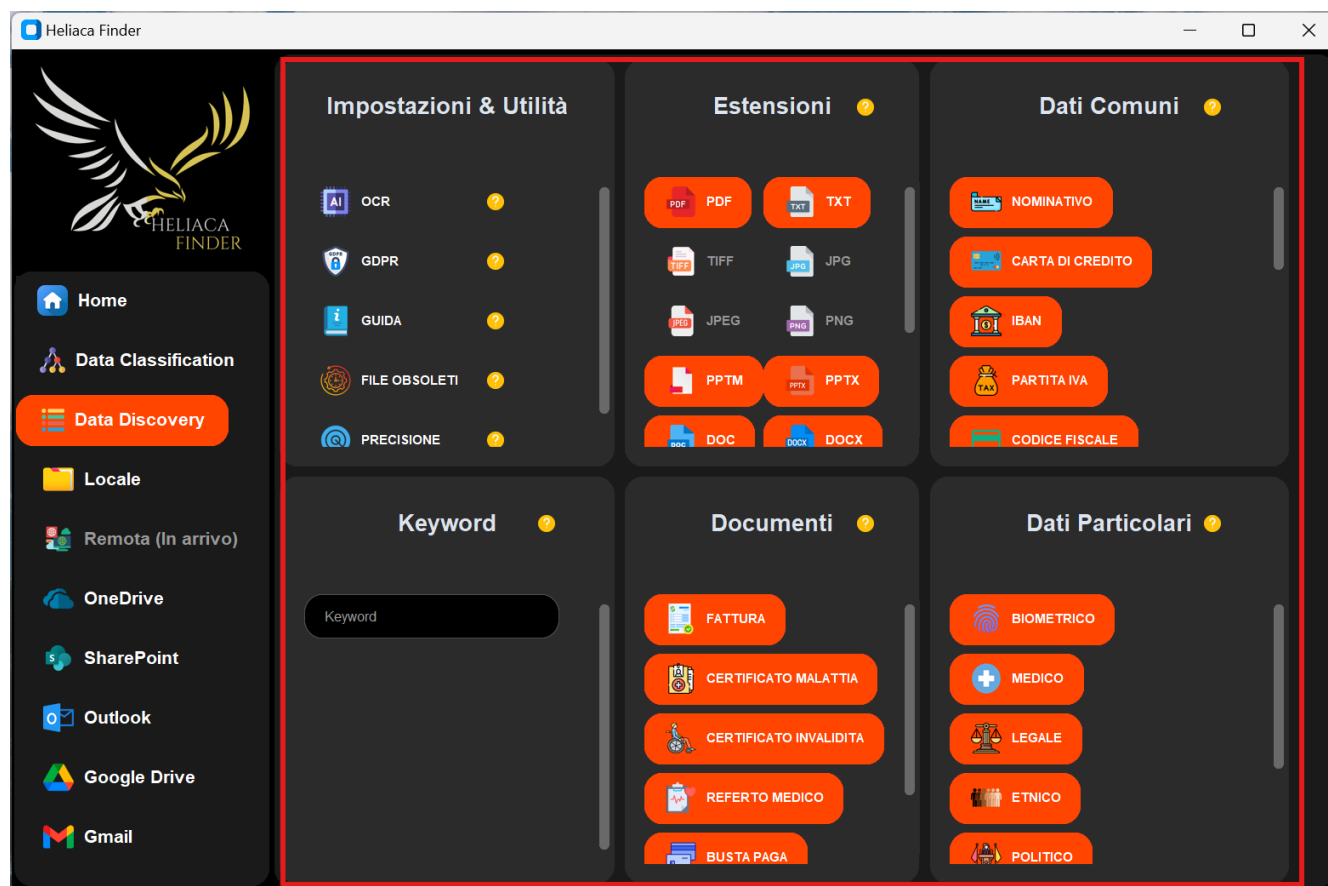 Heliaca Finder
HELIACA
FINDER
Home
Data Classification
Data Discovery
Locale
Remota (In arrivo)
OneDrive
SharePoint
Outlook
Google Drive
Gmail
Impostazioni & Utilità
OCR ?
GDPR ?
GUIDA ?
FILE OBSOLETI ?
PRECISIONE ?
Estensioni ?
PDF TXT
TIFF JPG
JPEG PNG
PPTM PPTX
DOC DOCX
Dati Comuni ?
NOMINATIVO
CARTA DI CREDITO
IBAN
PARTITA IVA
CODICE FISCALE
Keyword ?
Keyword
Documenti ?
FATTURA
CERTIFICATO MALATTIA
CERTIFICATO INVALIDITA
REFERTO MEDICO
BUSTA PAGA
Dati Particolari ?
BIOMETRICO
MEDICO
LEGALE
ETNICO
POLITICO